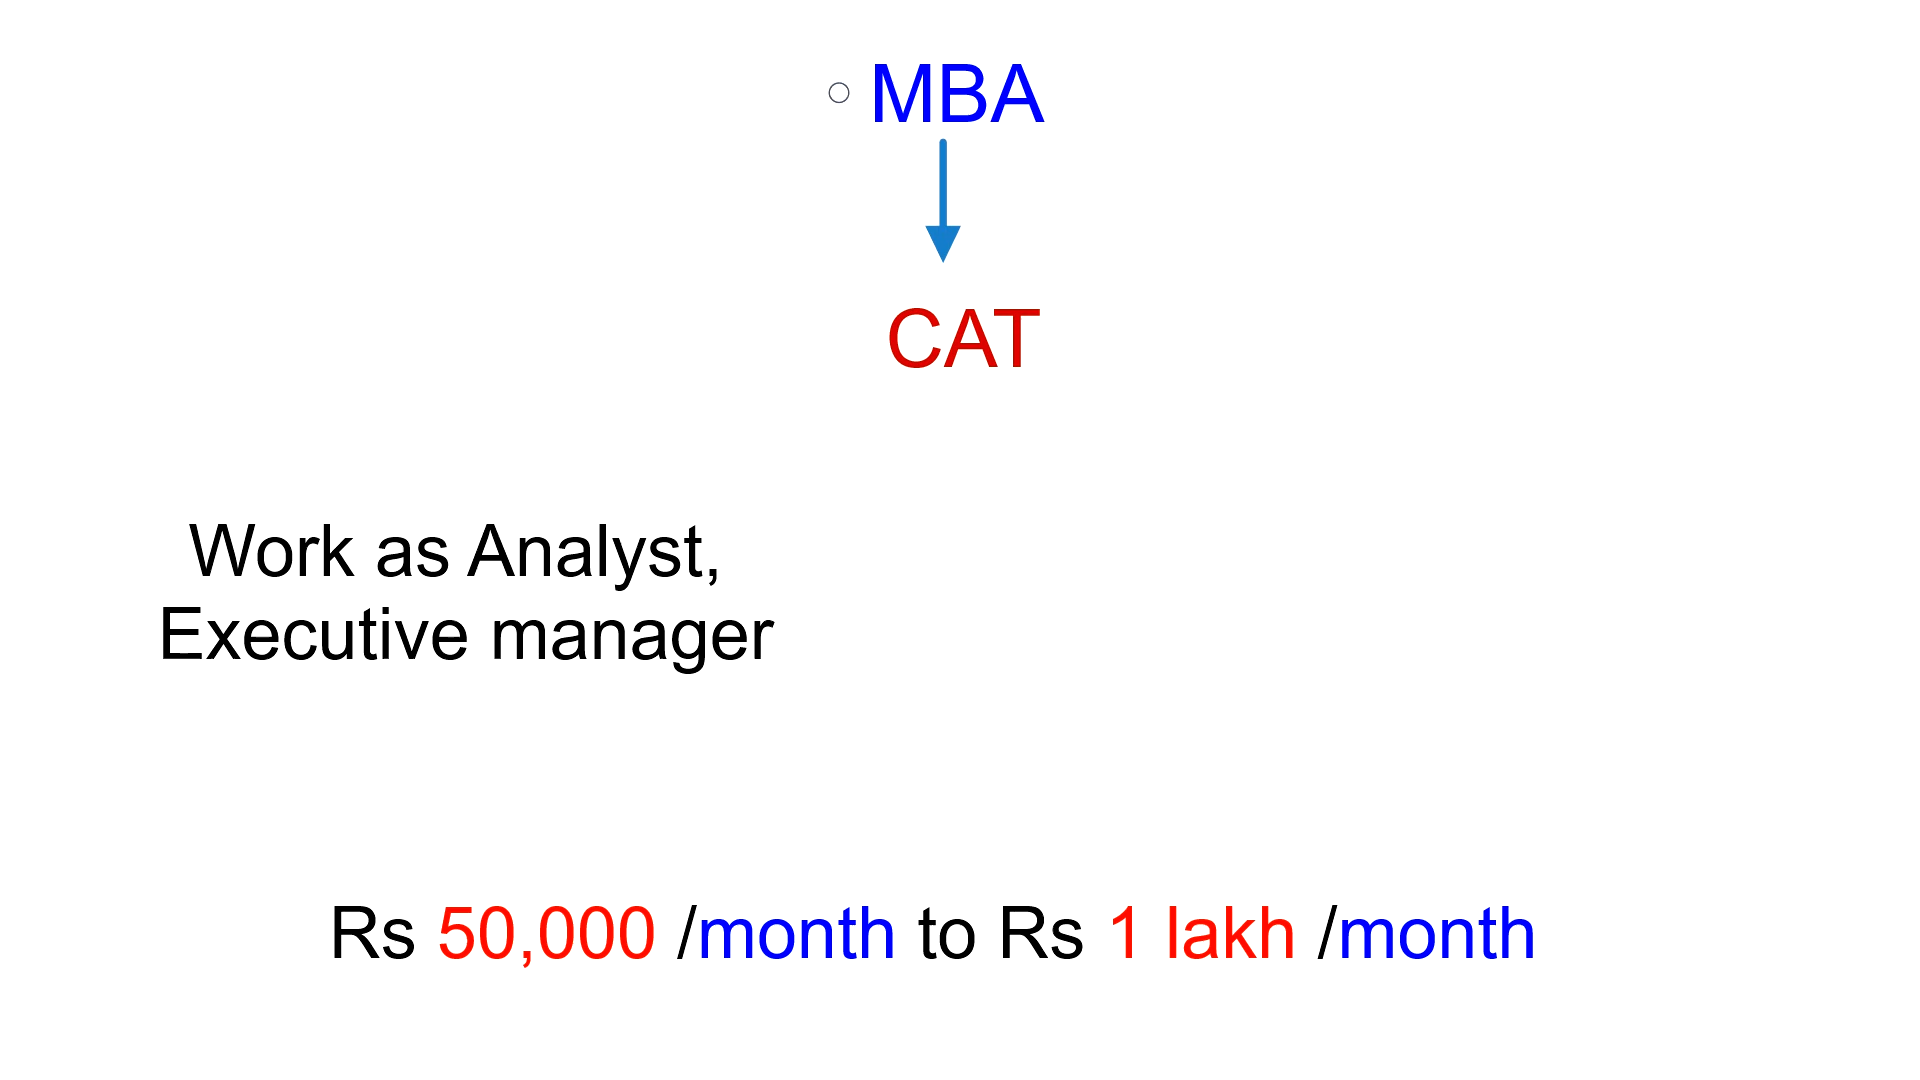 MBA
CAT
Work as Analyst,
Executive manager
Rs 50,000 /month to Rs 1 lakh /month